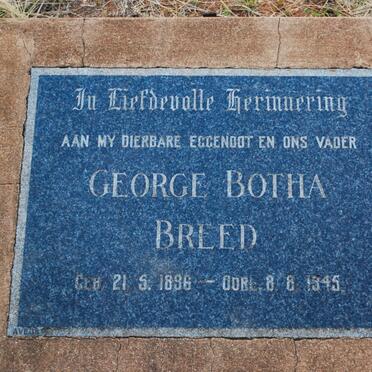 In Liefdevolle Herinnering
AAN MY DIERBARE EGGENOOT EN ONS VADER
GEORGE BOTHA
BREED
GEB. 21. 5. 1896 — OORL. 8. 8. 1945.